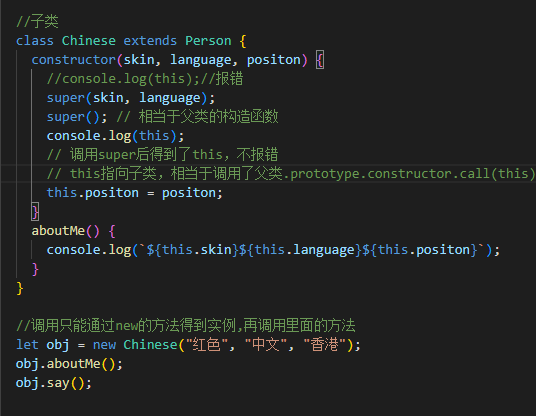 //子类
class Chinese extends Person {
constructor(skin, language, positon) {
//console.log(this);//报错
super(skin, language);
super(); // 相当于父类的构造函数
console.log(this);
// 调用super后得到了this，不报错
// this指向子类，相当于调用了父类.prototype.constructor.call(this)
this.positon = positon;
}
aboutMe() {
console.log(`${this.skin}${this.language}${this.positon}`);
}
}
//调用只能通过new的方法得到实例,再调用里面的方法
let obj = new Chinese("红色", "中文", "香港");
obj.aboutMe();
obj.say();